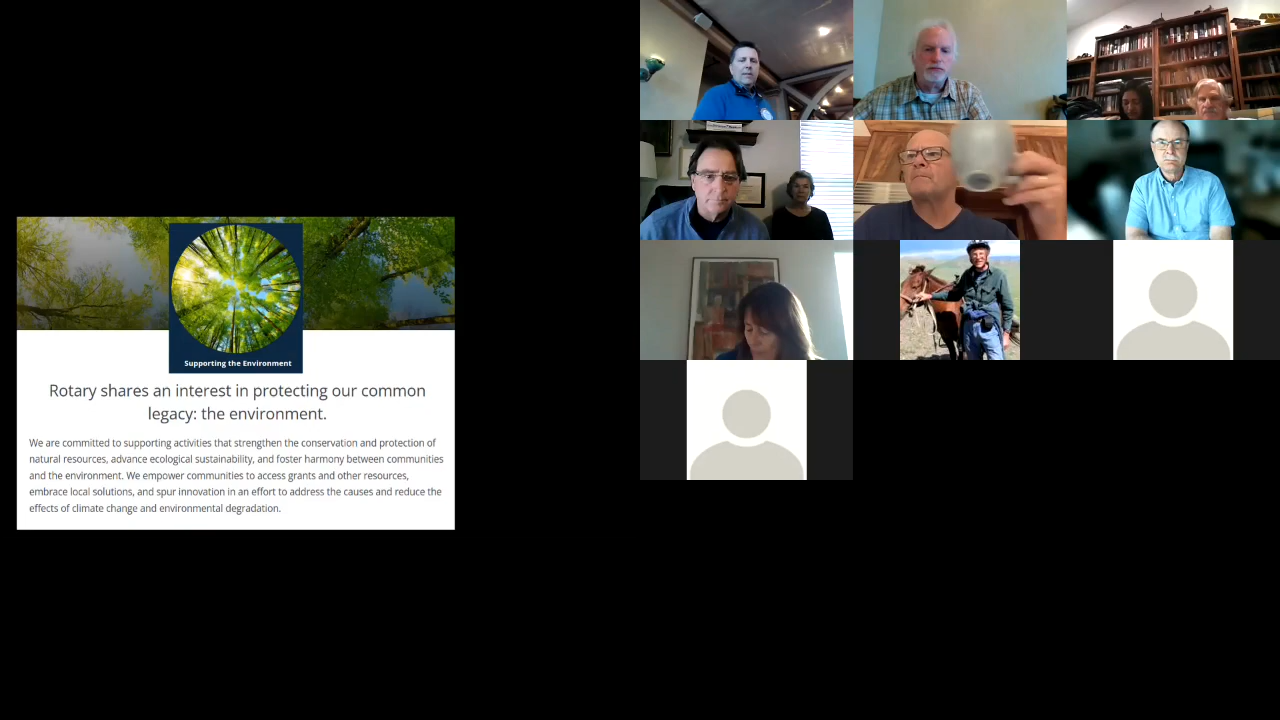 Supporting the Environment
Rotary shares an interest in protecting our common
legacy: the environment.
We are committed to supporting activities that strengthen the conservation and protection of
natural resources, advance ecological sustainability, and foster harmony between communities
and the environment. We empower communities to access grants and other resources,
embrace local solutions, and spur innovation in an effort to address the causes and reduce the
effects of climate change and environmental degradation.